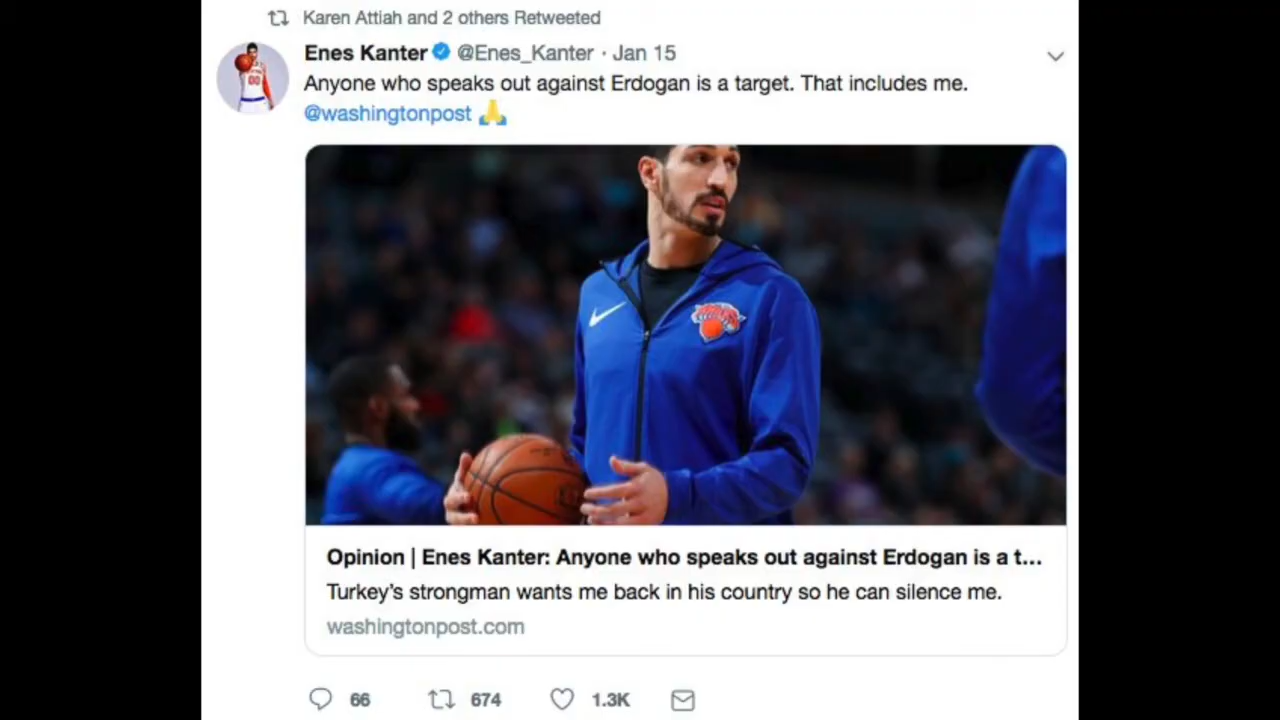 Karen Attiah and 2 others Retweeted
Enes Kanter @Enes_Kanter · Jan 15
Anyone who speaks out against Erdogan is a target. That includes me.
@washingtonpost 🙏
Opinion | Enes Kanter: Anyone who speaks out against Erdogan is a t...
Turkey's strongman wants me back in his country so he can silence me.
washingtonpost.com
66 674 1.3K